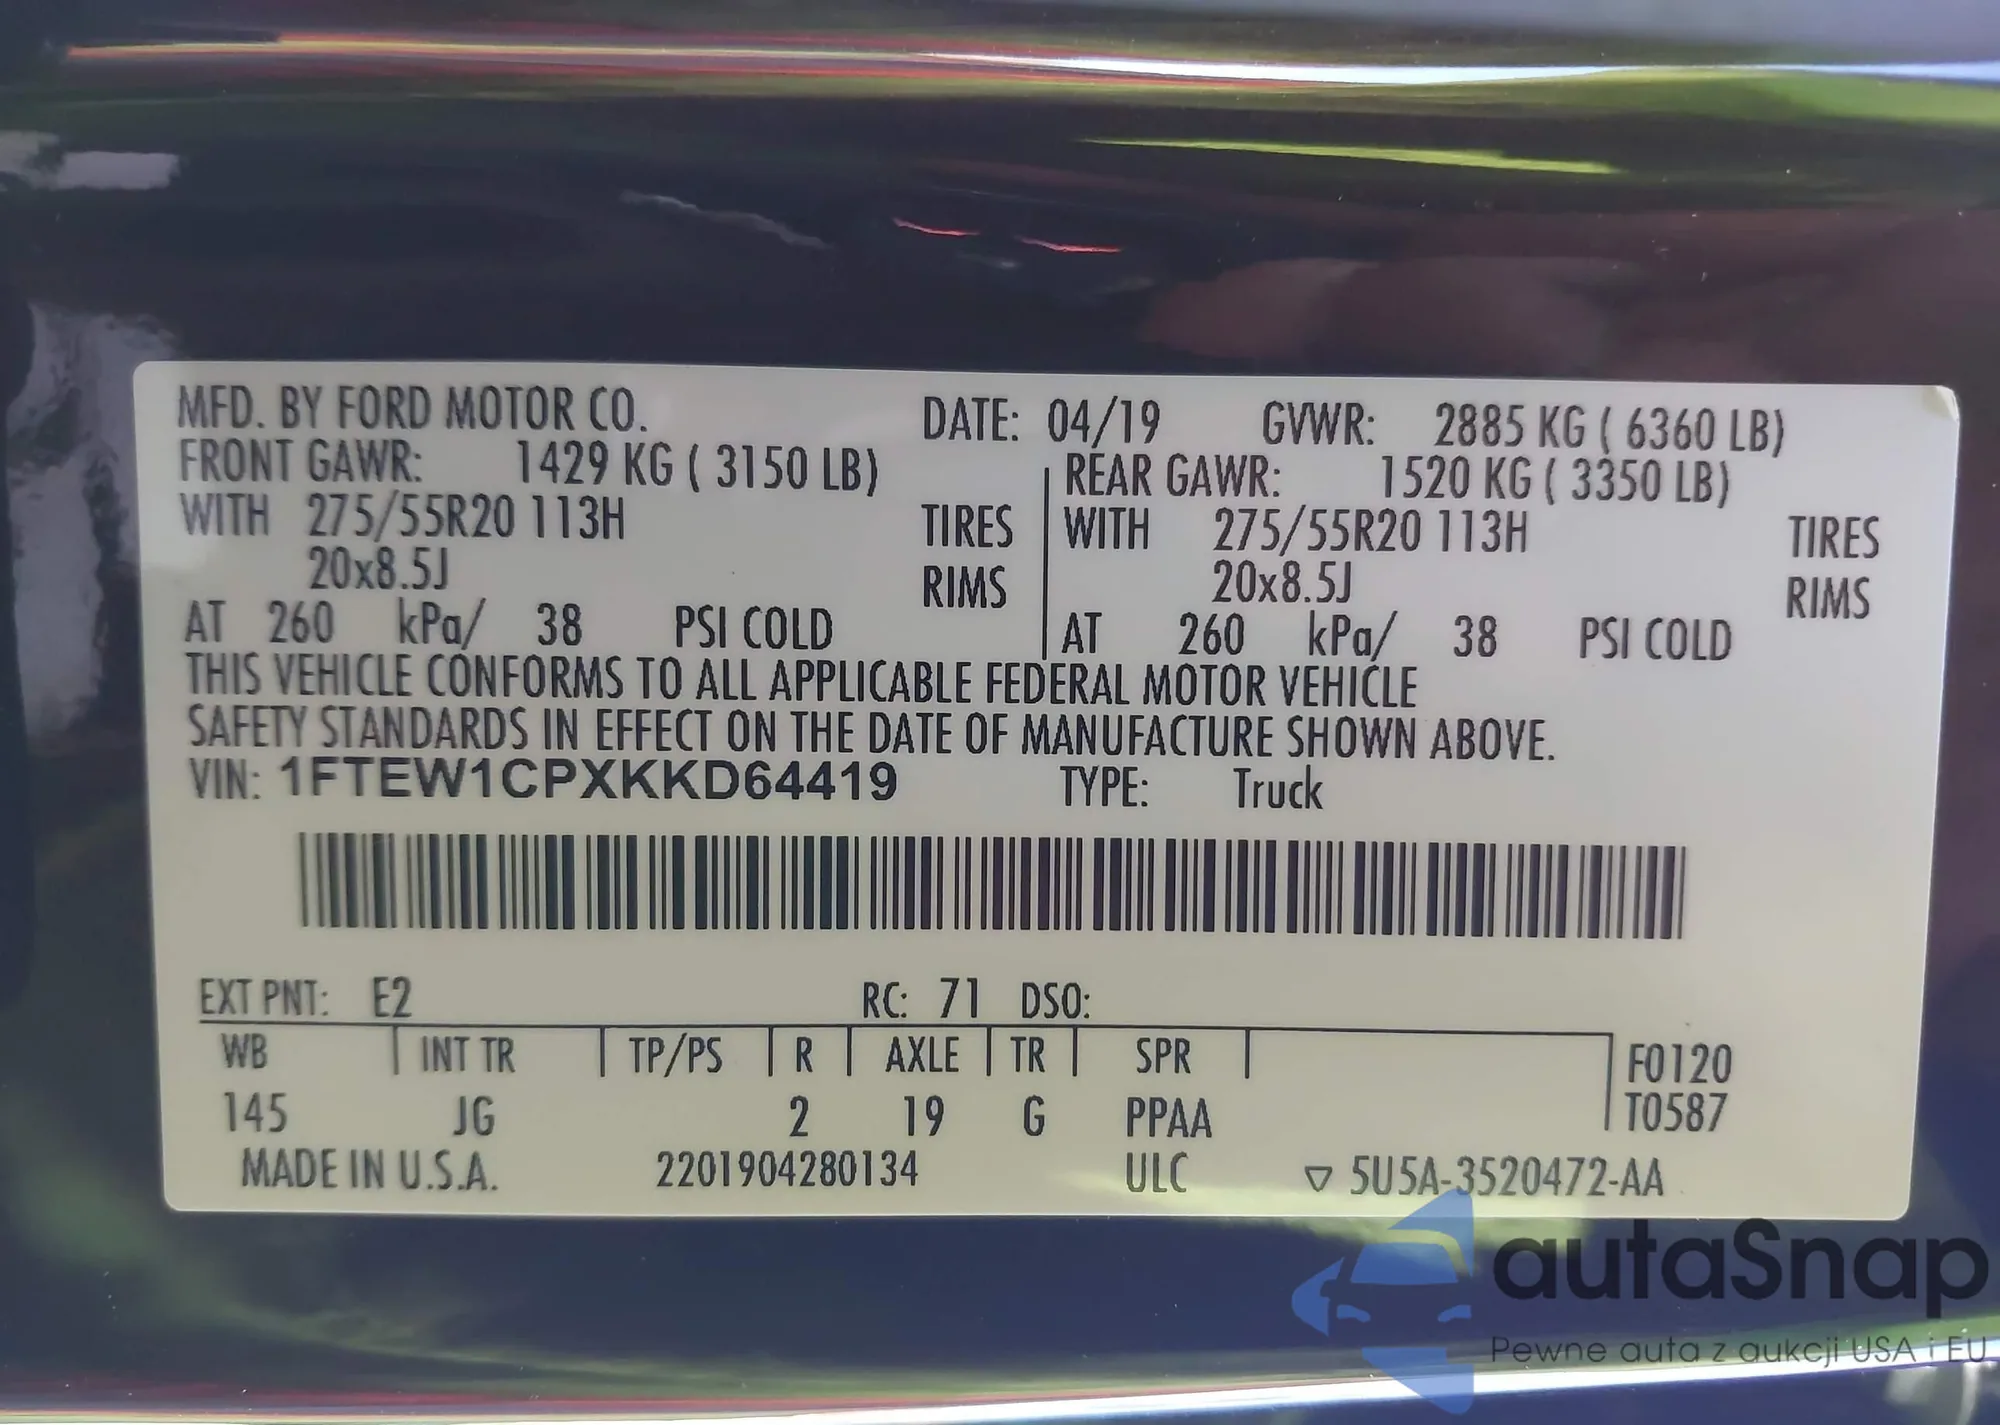 MFD. BY FORD MOTOR CO. DATE: 04/19 GVWR: 2885 KG ( 6360 LB)
FRONT GAWR: 1429 KG ( 3150 LB) REAR GAWR: 1520 KG ( 3350 LB)
WITH 275/55R20 113H TIRES WITH 275/55R20 113H TIRES
20x8.5J RIMS 20x8.5J RIMS
AT 260 kPa/ 38 PSI COLD AT 260 kPa/ 38 PSI COLD
THIS VEHICLE CONFORMS TO ALL APPLICABLE FEDERAL MOTOR VEHICLE
SAFETY STANDARDS IN EFFECT ON THE DATE OF MANUFACTURE SHOWN ABOVE.
VIN: 1FTEW1CPXKKD64419 TYPE: Truck
EXT PNT: E2 RC: 71 DSO:
WB INT TR TP/PS R AXLE TR SPR F0120
145 JG 2 19 G PPAA T0587
MADE IN U.S.A. 2201904280134 ULC ▽ 5U5A-3520472-AA
autaSnap
Pewne auta z aukcji USA i EU